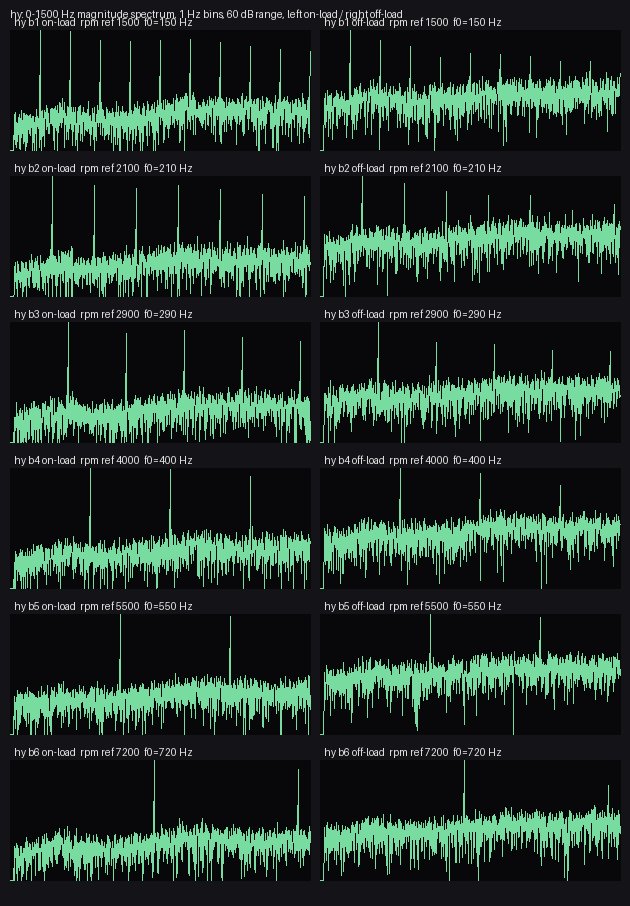 hy: 0-1500 Hz magnitude spectrum, 1 Hz bins, 60 dB range, left on-load / right off-load
hy b1 on-load rpm ref 1500 f0=150 Hz
hy b1 off-load rpm ref 1500 f0=150 Hz
hy b2 on-load rpm ref 2100 f0=210 Hz
hy b2 off-load rpm ref 2100 f0=210 Hz
hy b3 on-load rpm ref 2900 f0=290 Hz
hy b3 off-load rpm ref 2900 f0=290 Hz
hy b4 on-load rpm ref 4000 f0=400 Hz
hy b4 off-load rpm ref 4000 f0=400 Hz
hy b5 on-load rpm ref 5500 f0=550 Hz
hy b5 off-load rpm ref 5500 f0=550 Hz
hy b6 on-load rpm ref 7200 f0=720 Hz
hy b6 off-load rpm ref 7200 f0=720 Hz